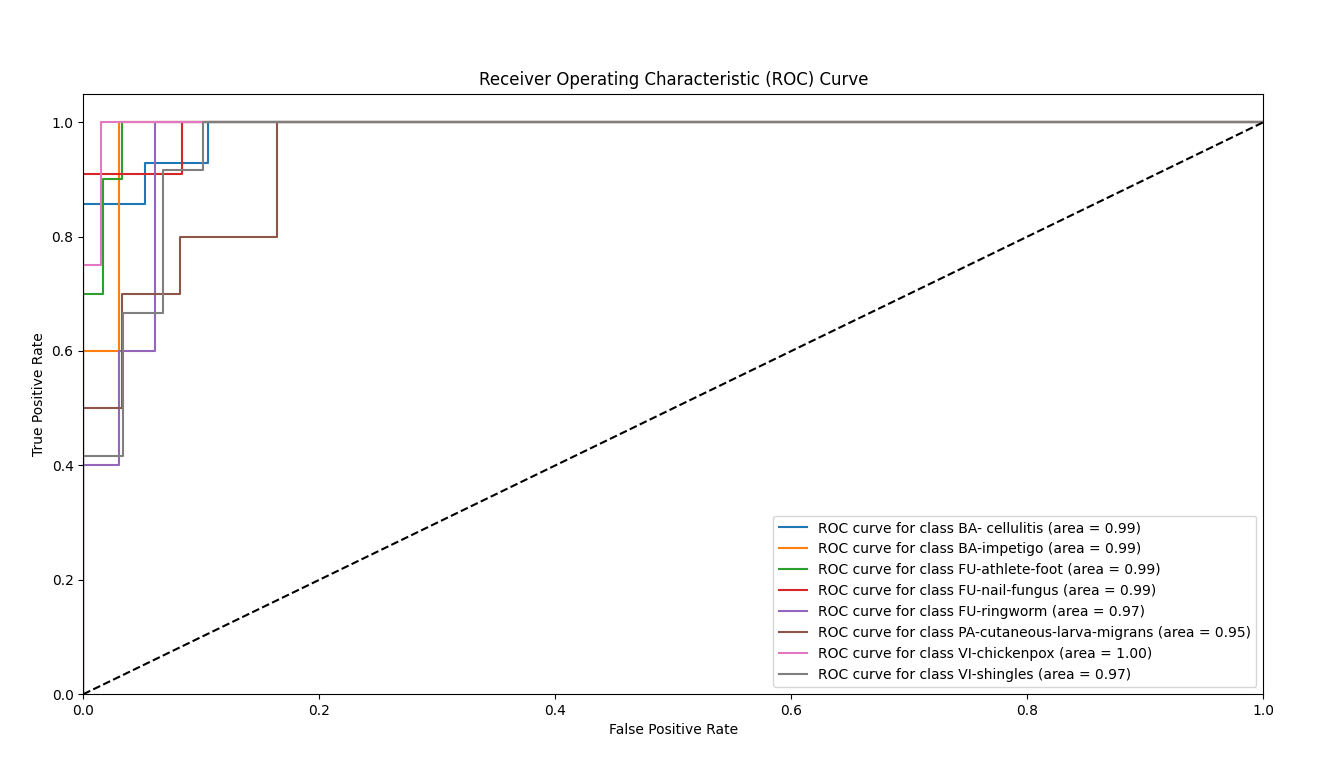 Receiver Operating Characteristic (ROC) Curve
1.0
0.8
0.6
0.4
0.2
0.0
True Positive Rate
0.0 0.2 0.4 0.6 0.8 1.0
False Positive Rate
ROC curve for class BA- cellulitis (area = 0.99)
ROC curve for class BA-impetigo (area = 0.99)
ROC curve for class FU-athlete-foot (area = 0.99)
ROC curve for class FU-nail-fungus (area = 0.99)
ROC curve for class FU-ringworm (area = 0.97)
ROC curve for class PA-cutaneous-larva-migrans (area = 0.95)
ROC curve for class VI-chickenpox (area = 1.00)
ROC curve for class VI-shingles (area = 0.97)